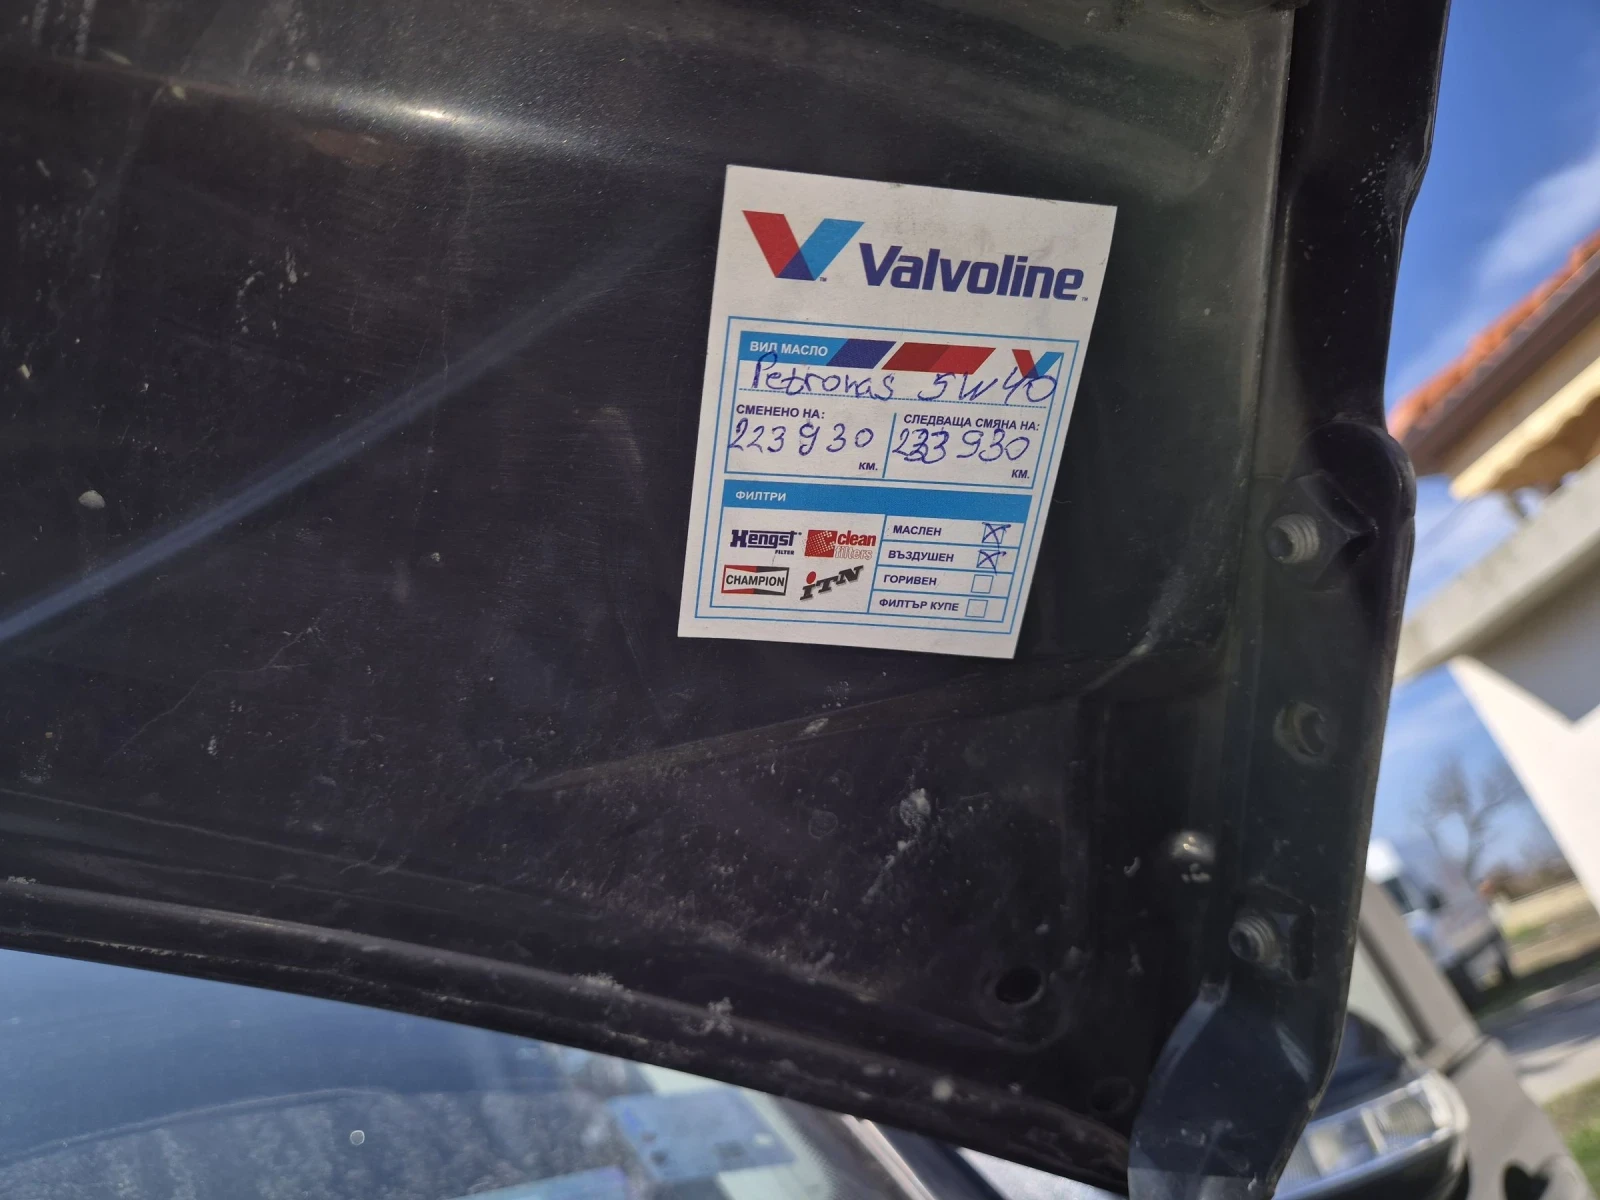 Valvoline™
ВИД МАСЛО
Petronas 5W40
СМЕНЕНО НА:
223930
КМ.
СЛЕДВАЩА СМЯНА НА:
233930
КМ.
ФИЛТРИ
Hengst
FILTER
clean
filters
CHAMPION
iTN
МАСЛЕН
ВЪЗДУШЕН
ГОРИВЕН
ФИЛТЪР КУПЕ